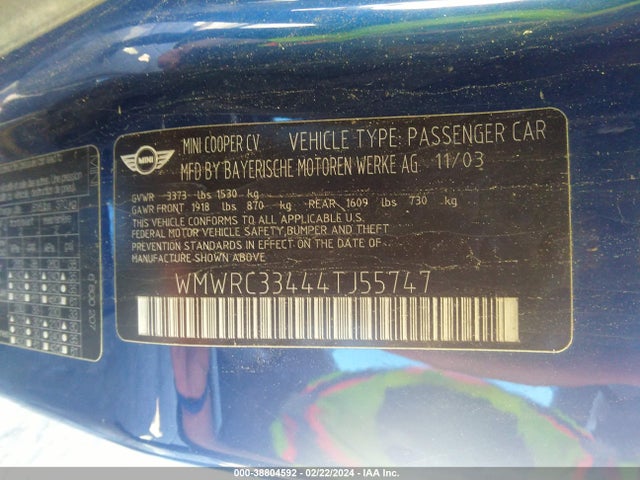 MINI
MINI COOPER CV VEHICLE TYPE: PASSENGER CAR
MFD BY BAYERISCHE MOTOREN WERKE AG 11/03
GVWR 3373 lbs 1530 kg
GAWR FRONT 1918 lbs 870 kg REAR 1609 lbs 730 kg
THIS VEHICLE CONFORMS TO ALL APPLICABLE U.S.
FEDERAL MOTOR VEHICLE SAFETY,BUMPER AND THEFT
PREVENTION STANDARDS IN EFFECT ON THE DATE OF
MANUFACTURE SHOWN ABOVE
WMWRC33444TJ55747
000-38804592 - 02/22/2024 - IAA Inc.